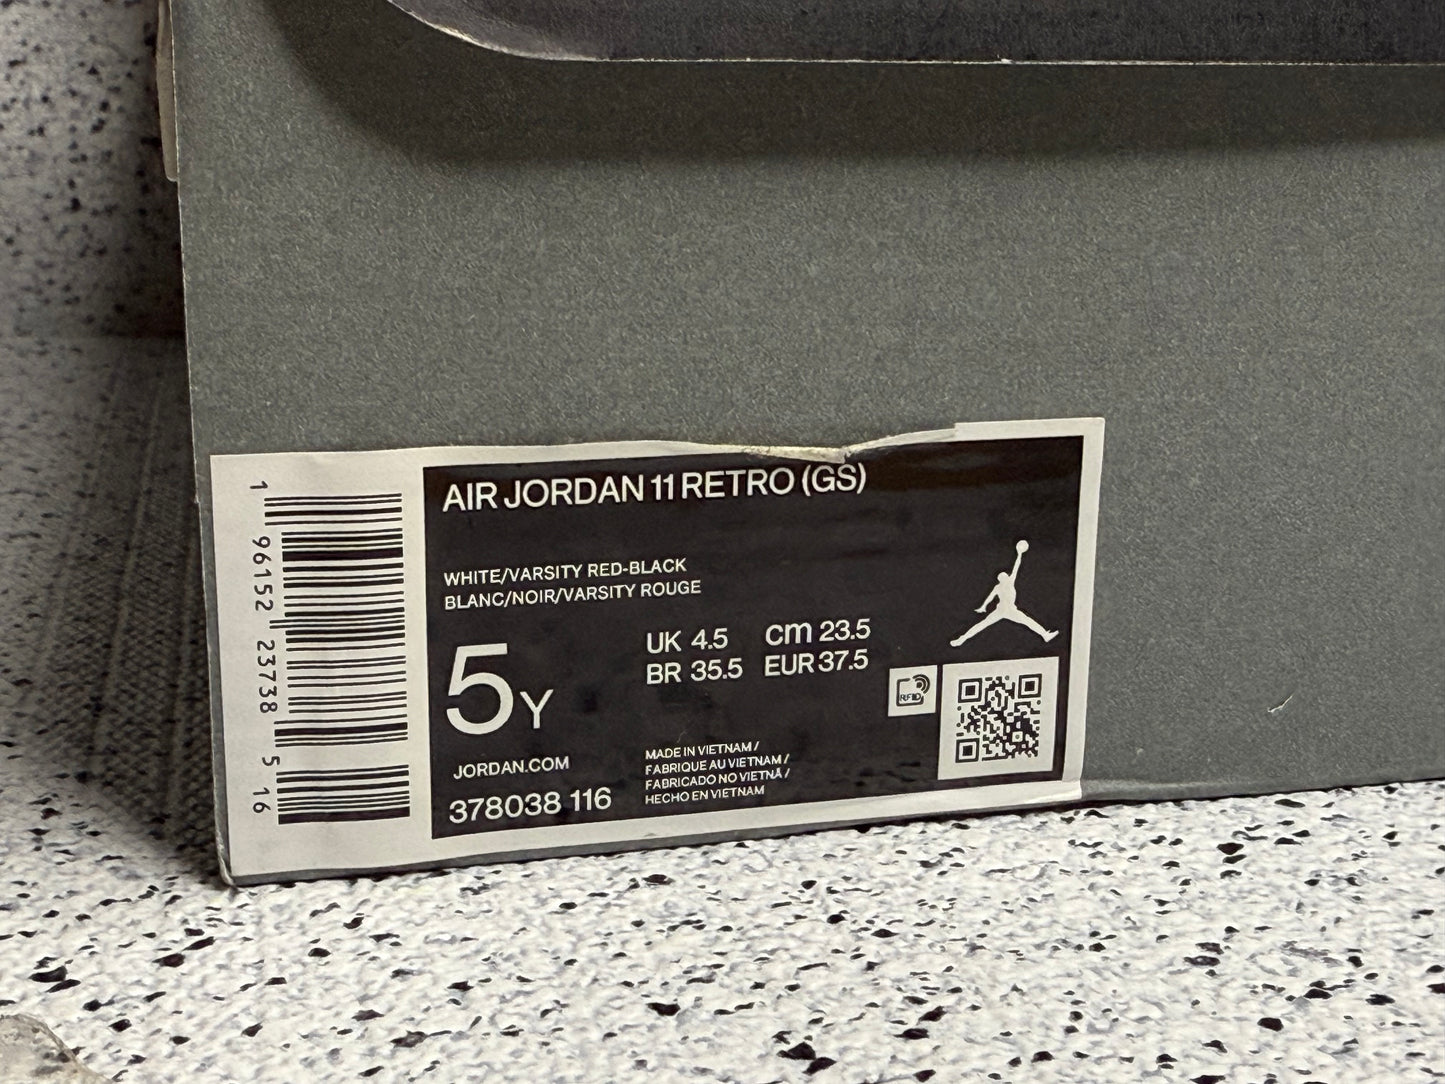 1 96152 23738 5 16
AIR JORDAN 11 RETRO (GS)
WHITE/VARSITY RED-BLACK
BLANC/NOIR/VARSITY ROUGE
5Y
UK 4.5 cm 23.5
BR 35.5 EUR 37.5
RFID
JORDAN.COM
378038 116
MADE IN VIETNAM /
FABRIQUE AU VIETNAM /
FABRICADO NO VIETNÃ /
HECHO EN VIETNAM